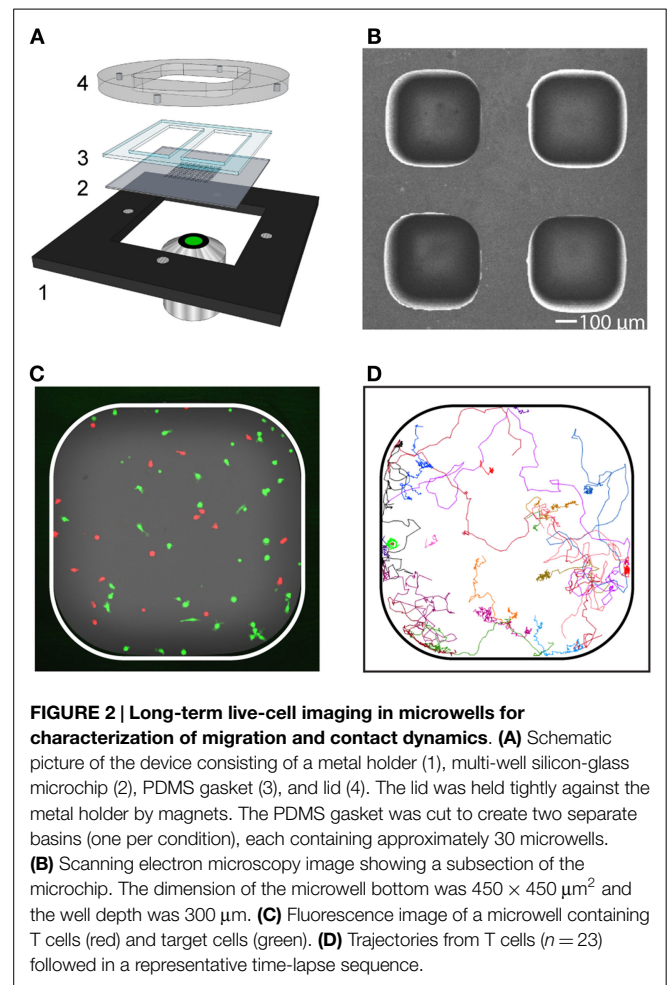 A
B
4
3
2
1
100 µm
C
D
FIGURE 2 | Long-term live-cell imaging in microwells for
characterization of migration and contact dynamics. (A) Schematic
picture of the device consisting of a metal holder (1), multi-well silicon-glass
microchip (2), PDMS gasket (3), and lid (4). The lid was held tightly against the
metal holder by magnets. The PDMS gasket was cut to create two separate
basins (one per condition), each containing approximately 30 microwells.
(B) Scanning electron microscopy image showing a subsection of the
microchip. The dimension of the microwell bottom was 450 × 450 µm² and
the well depth was 300 µm. (C) Fluorescence image of a microwell containing
T cells (red) and target cells (green). (D) Trajectories from T cells (n = 23)
followed in a representative time-lapse sequence.